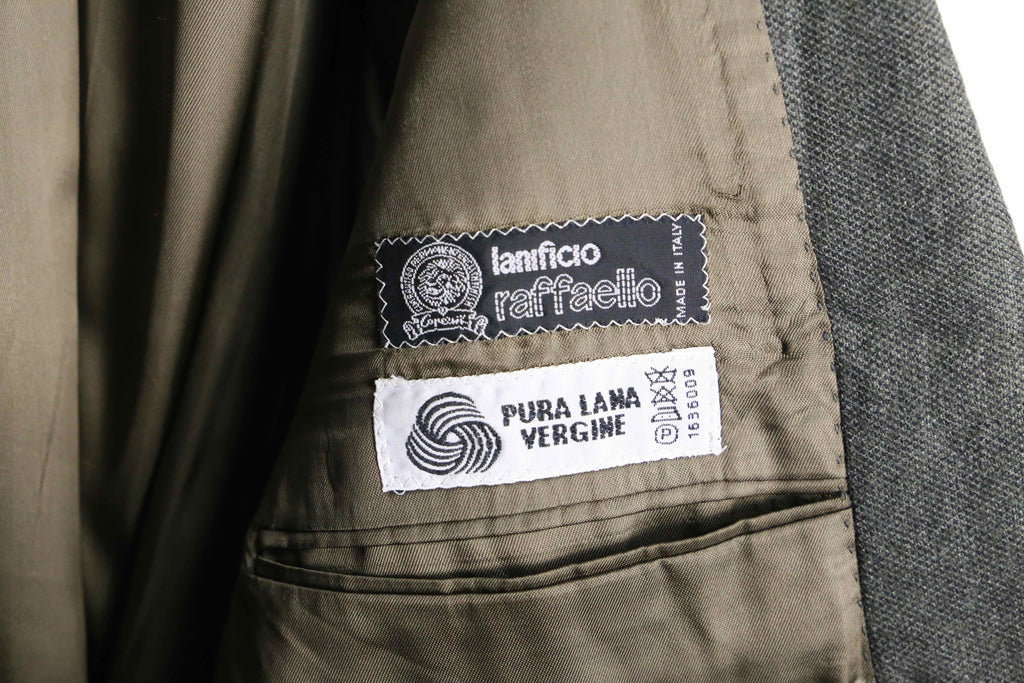 lanificio
raffaello
MADE IN ITALY
PURA LANA
VERGINE
P
1636009